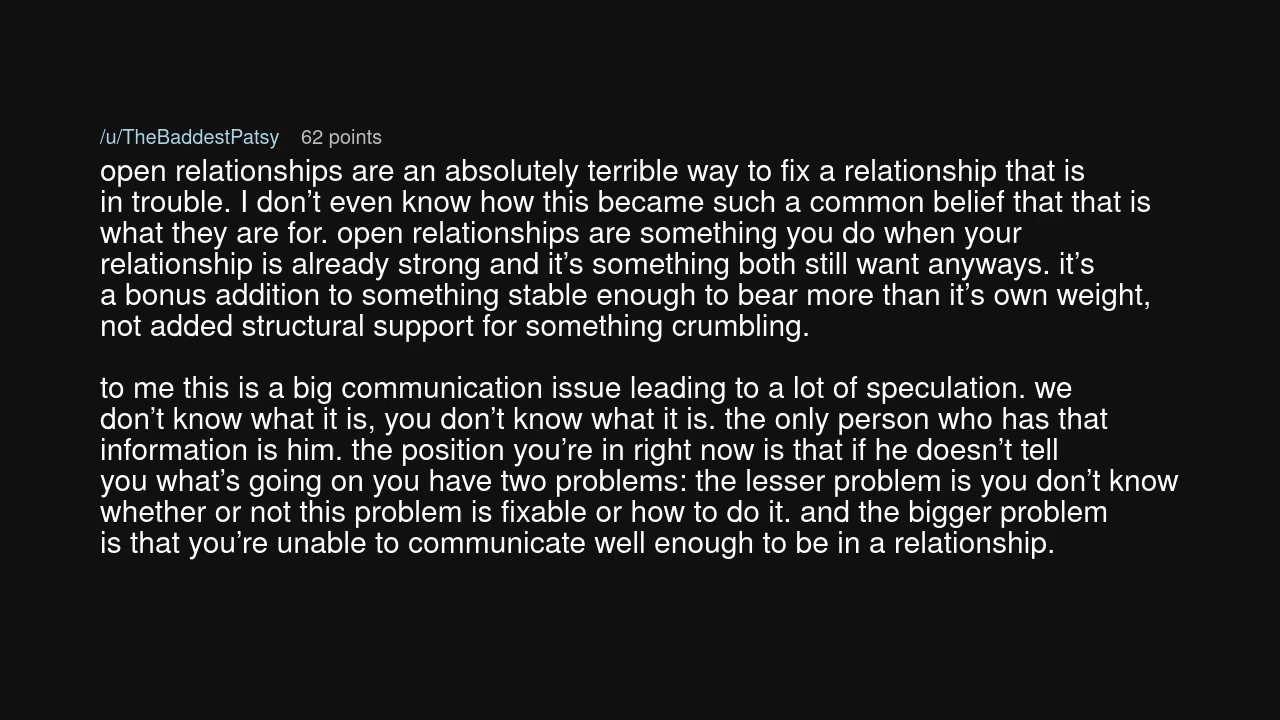 /u/TheBaddestPatsy 62 points
open relationships are an absolutely terrible way to fix a relationship that is
in trouble. I don’t even know how this became such a common belief that that is
what they are for. open relationships are something you do when your
relationship is already strong and it’s something both still want anyways. it’s
a bonus addition to something stable enough to bear more than it’s own weight,
not added structural support for something crumbling.
to me this is a big communication issue leading to a lot of speculation. we
don’t know what it is, you don’t know what it is. the only person who has that
information is him. the position you’re in right now is that if he doesn’t tell
you what’s going on you have two problems: the lesser problem is you don’t know
whether or not this problem is fixable or how to do it. and the bigger problem
is that you’re unable to communicate well enough to be in a relationship.